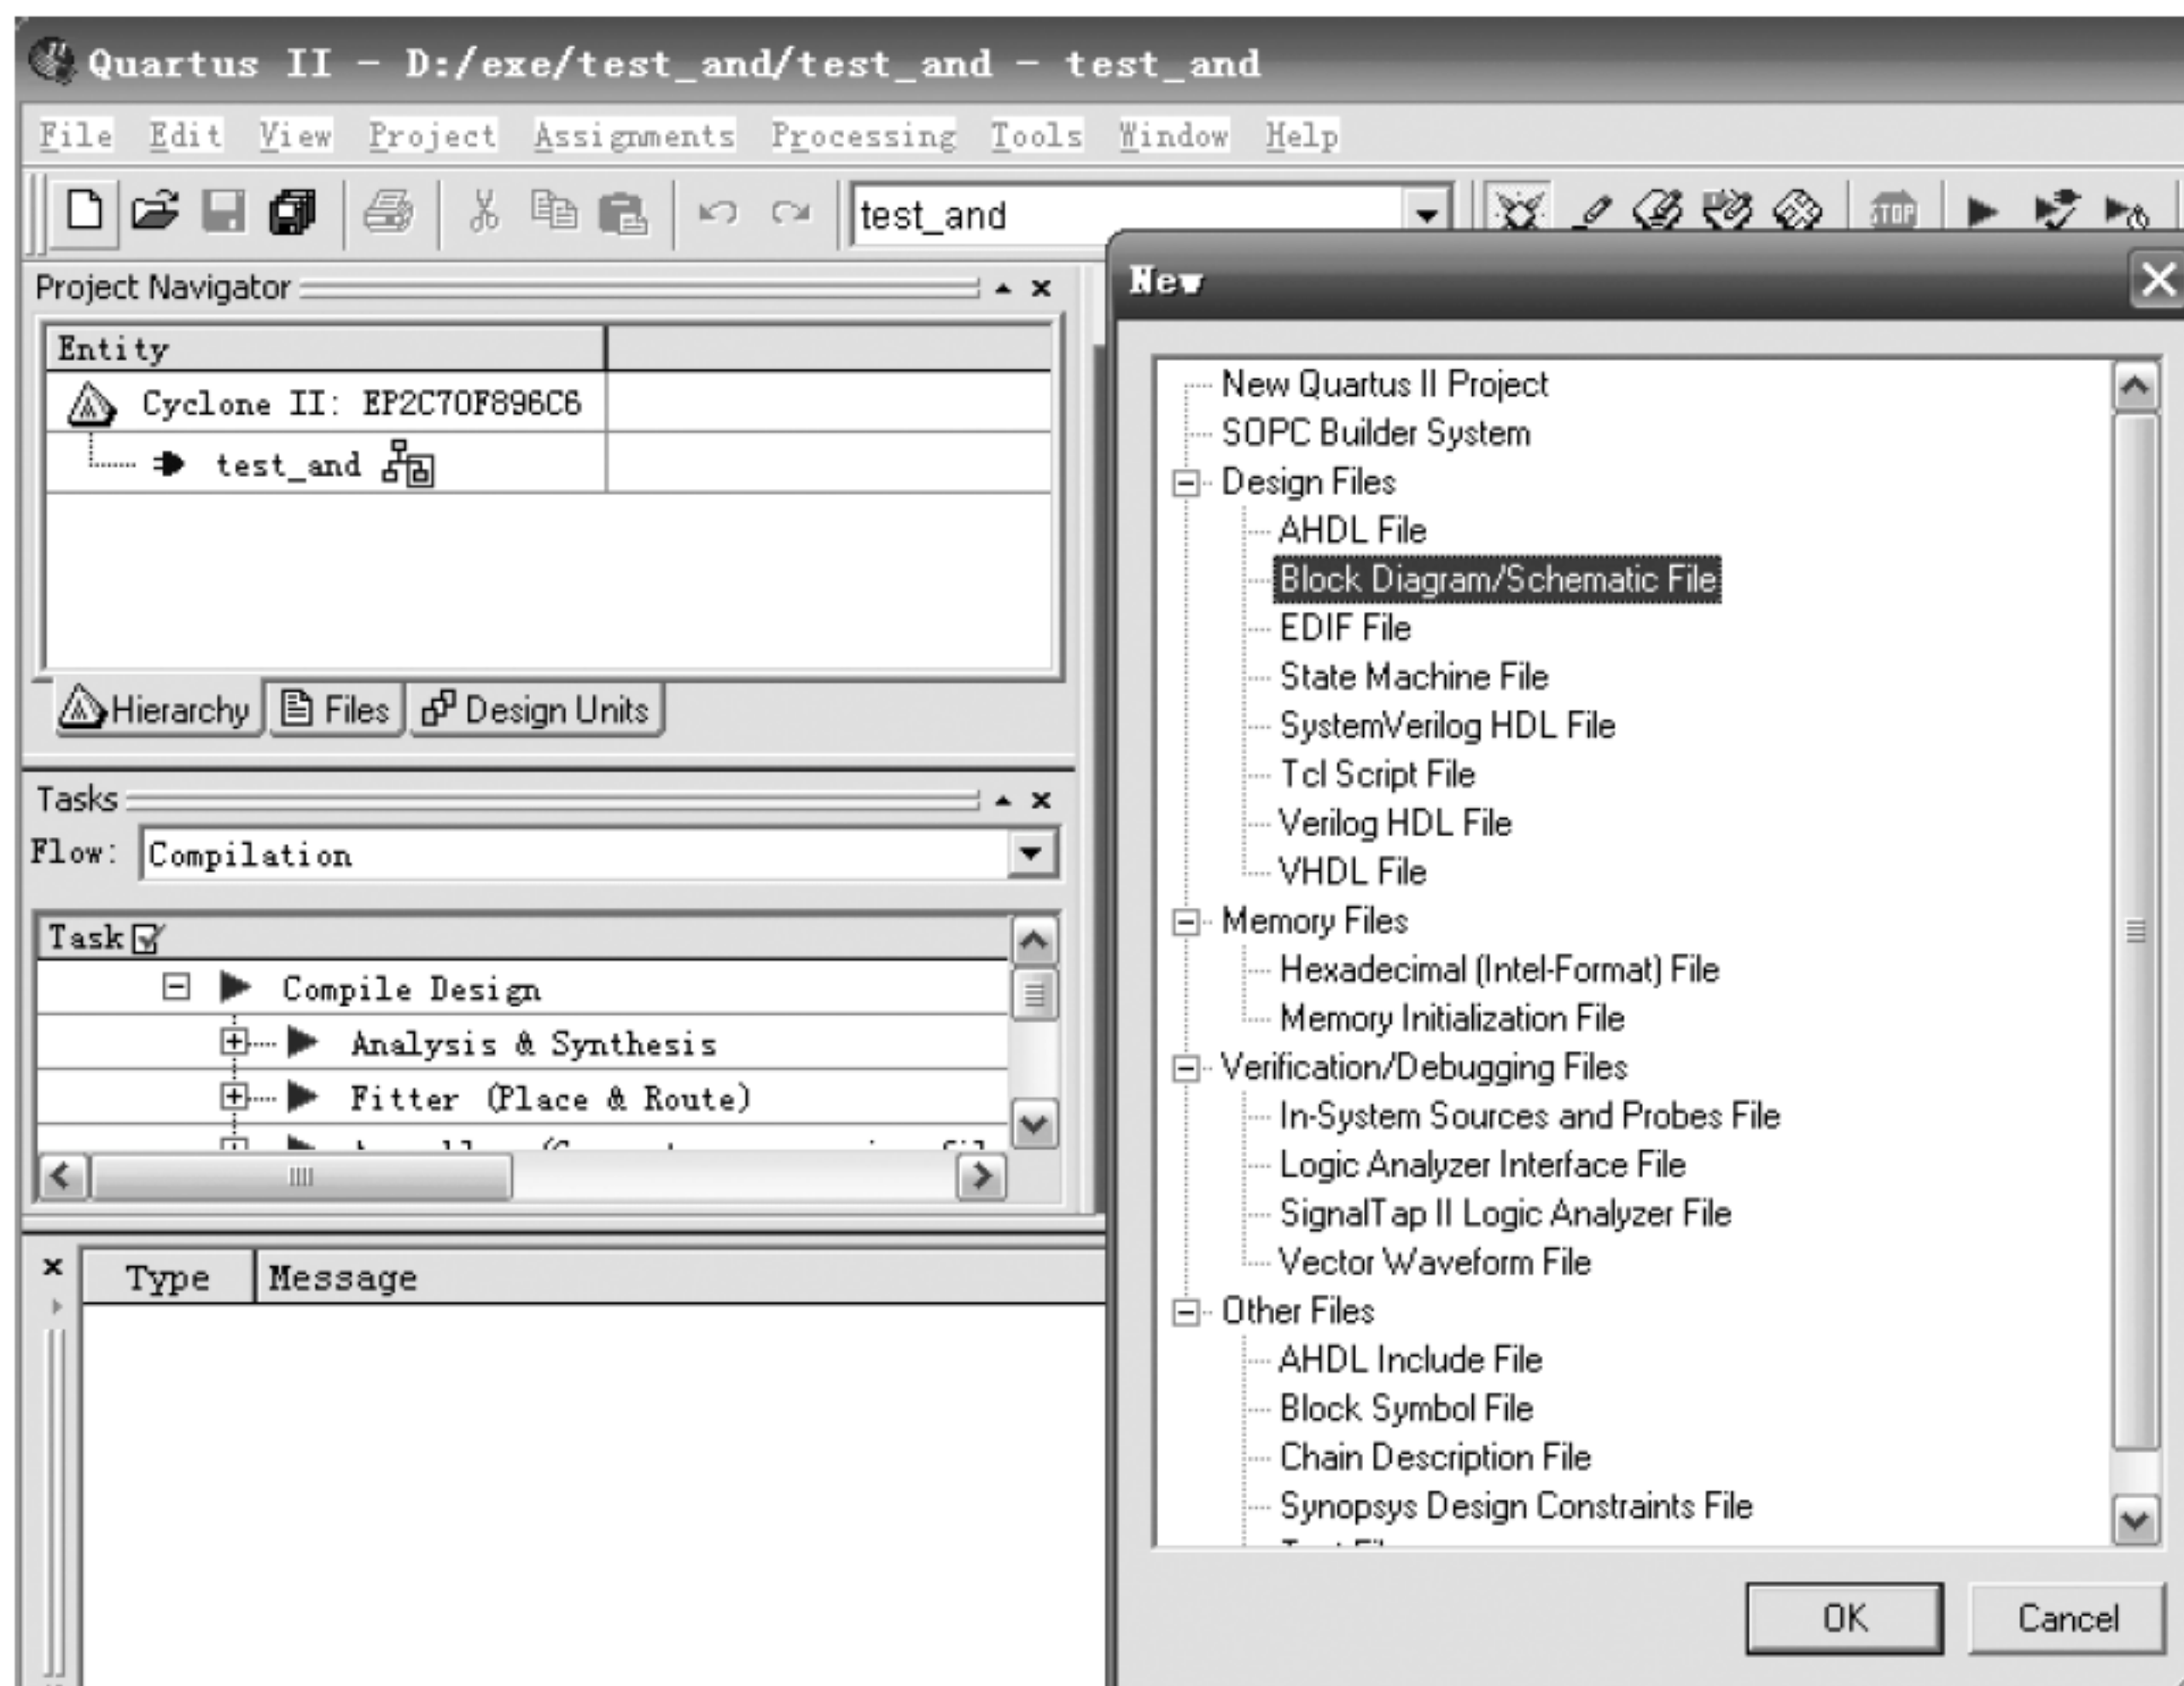 Quartus II - D:/exe/test_and/test_and - test_and
File Edit View Project Assignments Processing Tools Window Help
test_and
STOP
Project Navigator
Entity
Cyclone II: EP2C70F896C6
test_and
Hierarchy Files Design Units
Tasks
Flow: Compilation
Task
Compile Design
Analysis & Synthesis
Fitter (Place & Route)
Type Message
New
New Quartus II Project
SOPC Builder System
Design Files
AHDL File
Block Diagram/Schematic File
EDIF File
State Machine File
SystemVerilog HDL File
Tcl Script File
Verilog HDL File
VHDL File
Memory Files
Hexadecimal (Intel-Format) File
Memory Initialization File
Verification/Debugging Files
In-System Sources and Probes File
Logic Analyzer Interface File
SignalTap II Logic Analyzer File
Vector Waveform File
Other Files
AHDL Include File
Block Symbol File
Chain Description File
Synopsys Design Constraints File
OK Cancel